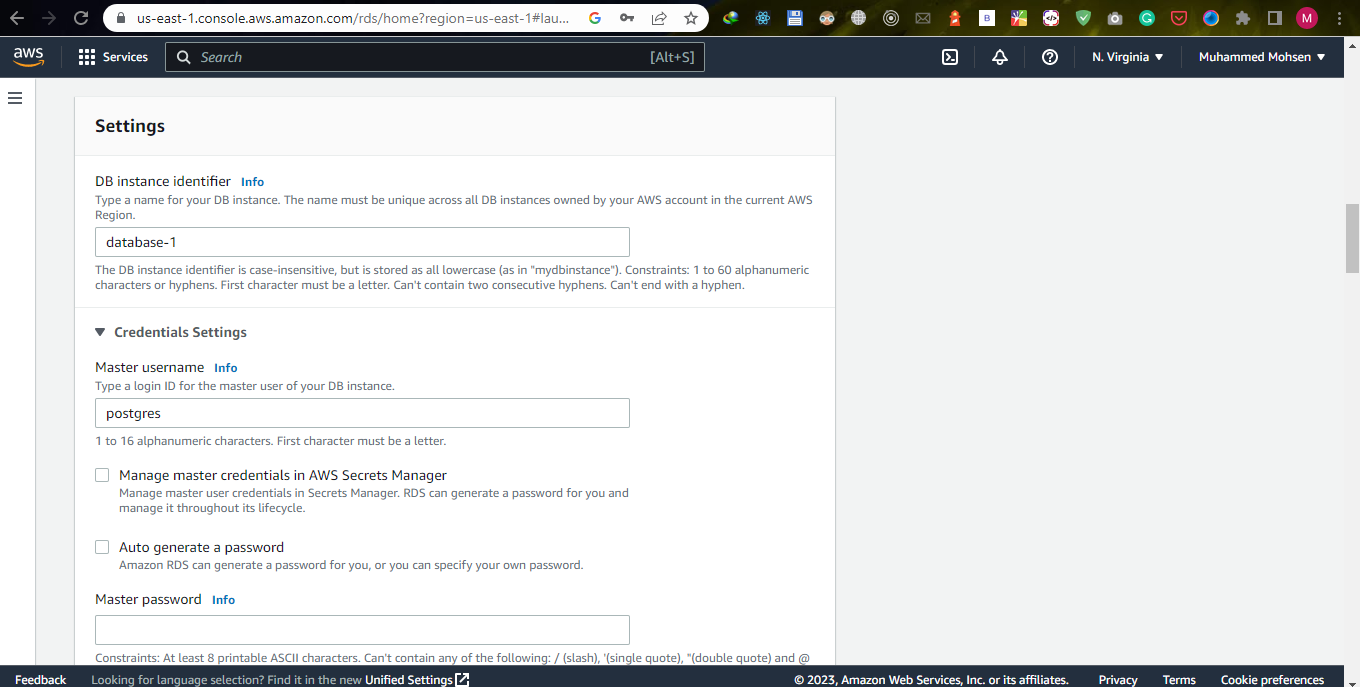 us-east-1.console.aws.amazon.com/rds/home?region=us-east-1#lau...
B
M
aws
Services
Search
[Alt+S]
N. Virginia
Muhammed Mohsen
Settings
DB instance identifier Info
Type a name for your DB instance. The name must be unique across all DB instances owned by your AWS account in the current AWS
Region.
database-1
The DB instance identifier is case-insensitive, but is stored as all lowercase (as in "mydbinstance"). Constraints: 1 to 60 alphanumeric
characters or hyphens. First character must be a letter. Can't contain two consecutive hyphens. Can't end with a hyphen.
Credentials Settings
Master username Info
Type a login ID for the master user of your DB instance.
postgres
1 to 16 alphanumeric characters. First character must be a letter.
Manage master credentials in AWS Secrets Manager
Manage master user credentials in Secrets Manager. RDS can generate a password for you and
manage it throughout its lifecycle.
Auto generate a password
Amazon RDS can generate a password for you, or you can specify your own password.
Master password Info
Constraints: At least 8 printable ASCII characters. Can't contain any of the following: / (slash), '(single quote), "(double quote) and @
Feedback
Looking for language selection? Find it in the new Unified Settings
© 2023, Amazon Web Services, Inc. or its affiliates.
Privacy
Terms
Cookie preferences